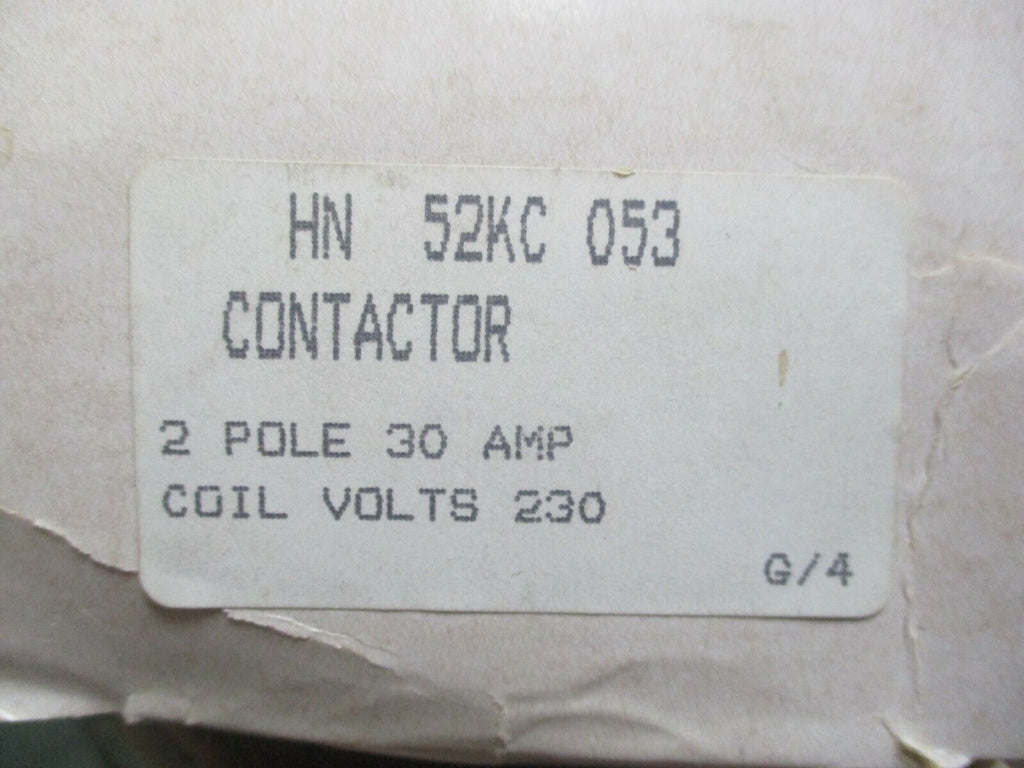 HN 52KC 053
CONTACTOR
2 POLE 30 AMP
COIL VOLTS 230
G/4